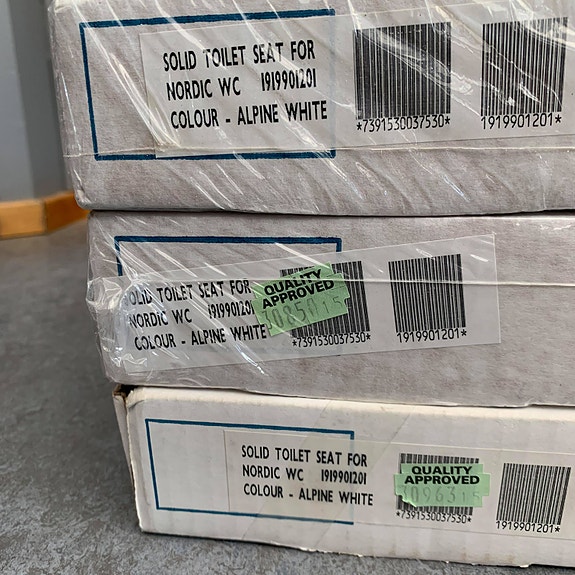 SOLID TOILET SEAT FOR
NORDIC WC 1919901201
COLOUR - ALPINE WHITE
*7391530037530*
1919901201*
SOLID TOILET SEAT FOR
NORDIC WC 191990120
COLOUR - ALPINE WHITE
QUALITY
APPROVED
*7391530037530*
1919901201*
SOLID TOILET SEAT FOR
NORDIC WC 1919901201
COLOUR - ALPINE WHITE
QUALITY
APPROVED
*7391530037530*
1919901201*